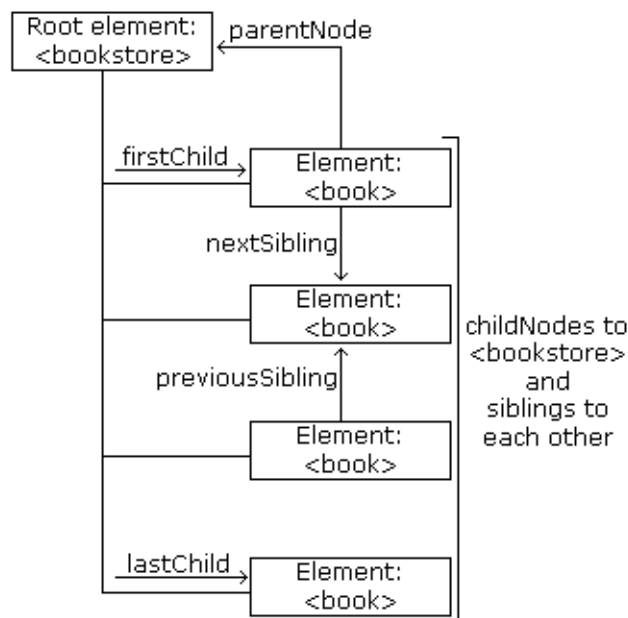 Root element:
<bookstore>
parentNode
firstChild
Element:
<book>
nextSibling
Element:
<book>
previousSibling
Element:
<book>
lastChild
Element:
<book>
childNodes to
<bookstore>
and
siblings to
each other